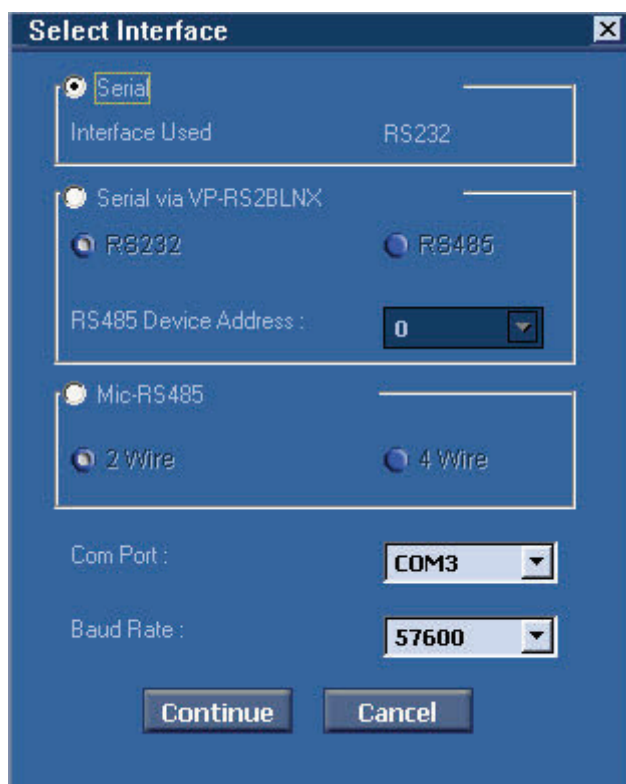 Select Interface
Serial
Interface Used RS232
Serial via VP-RS2BLNX
RS232 RS485
RS485 Device Address : 0
Mic-RS485
2 Wire 4 Wire
Com Port : COM3
Baud Rate : 57600
Continue Cancel